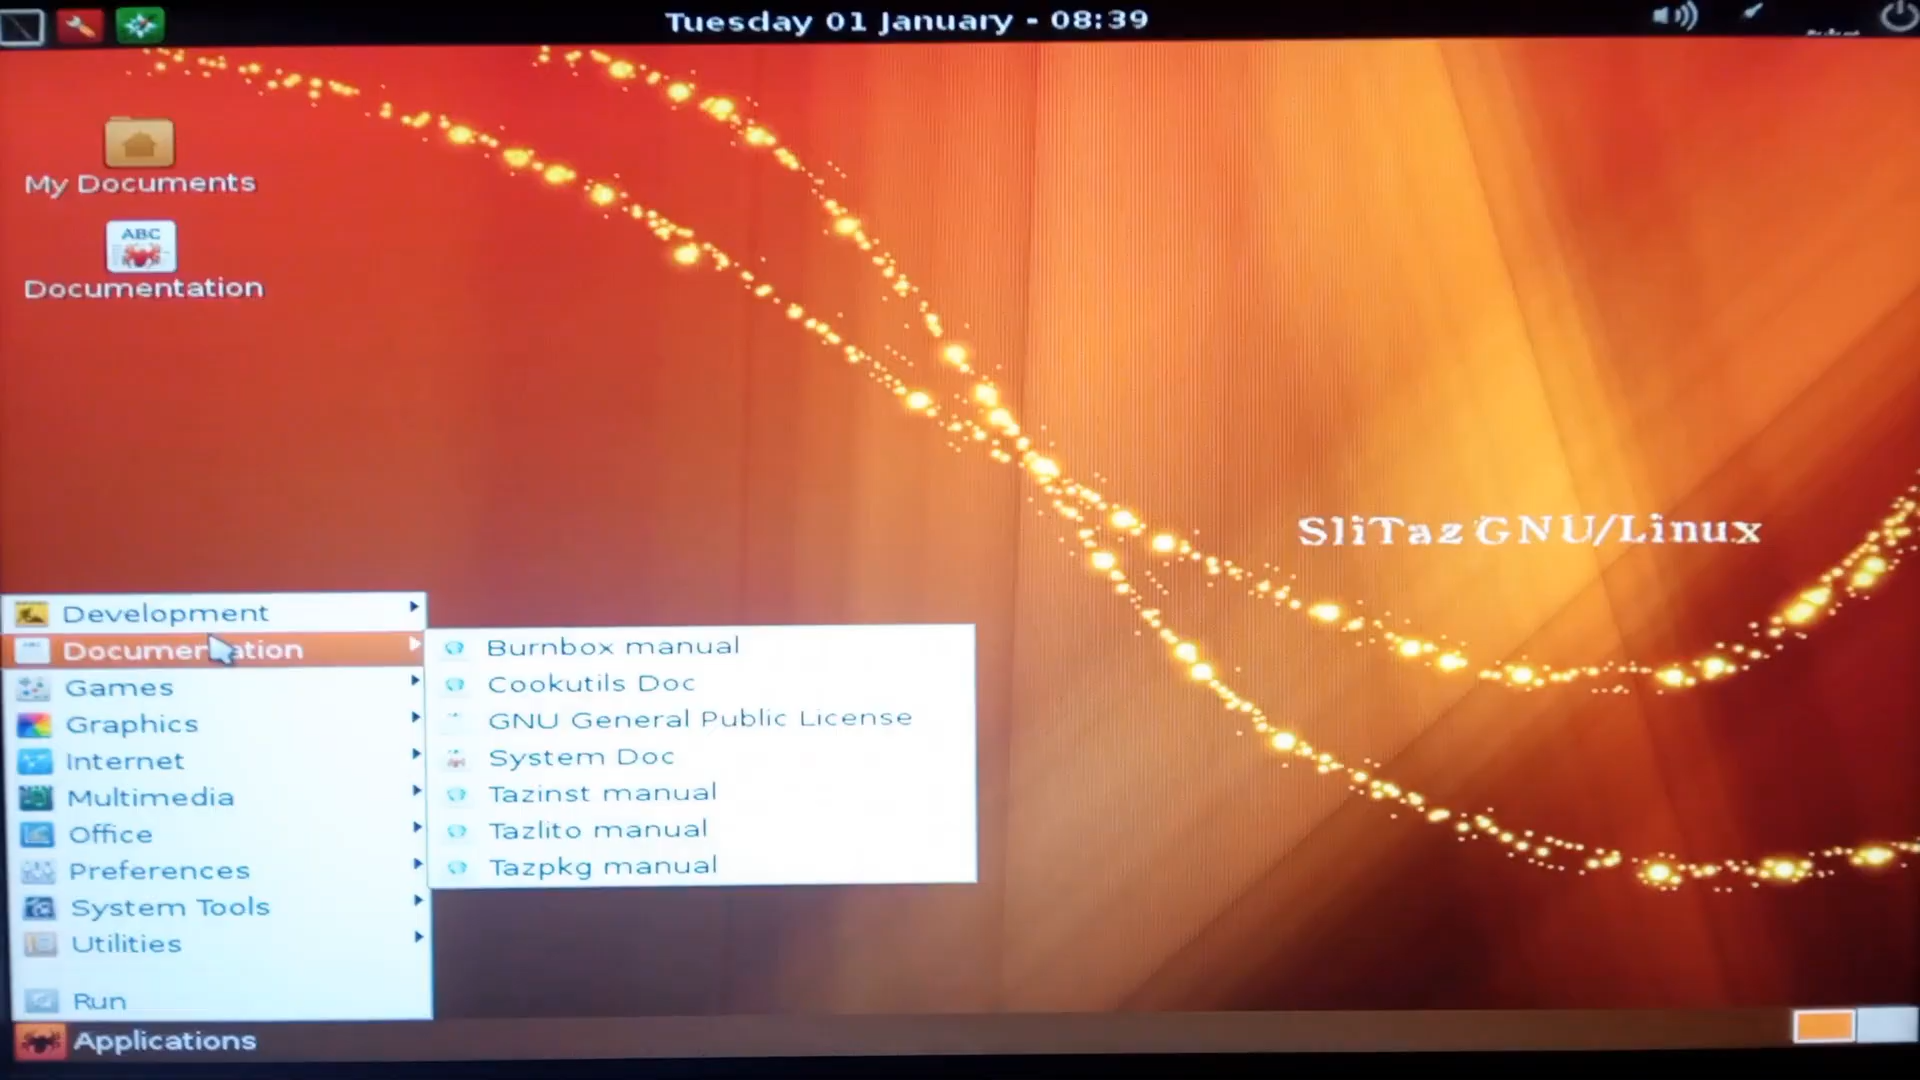 Tuesday 01 January - 08:39
My Documents
ABC
Documentation
SliTaz GNU/Linux
Development
Documentation
Games
Graphics
Internet
Multimedia
Office
Preferences
System Tools
Utilities
Run
Burnbox manual
Cookutils Doc
GNU General Public License
System Doc
Tazinst manual
Tazlito manual
Tazpkg manual
Applications